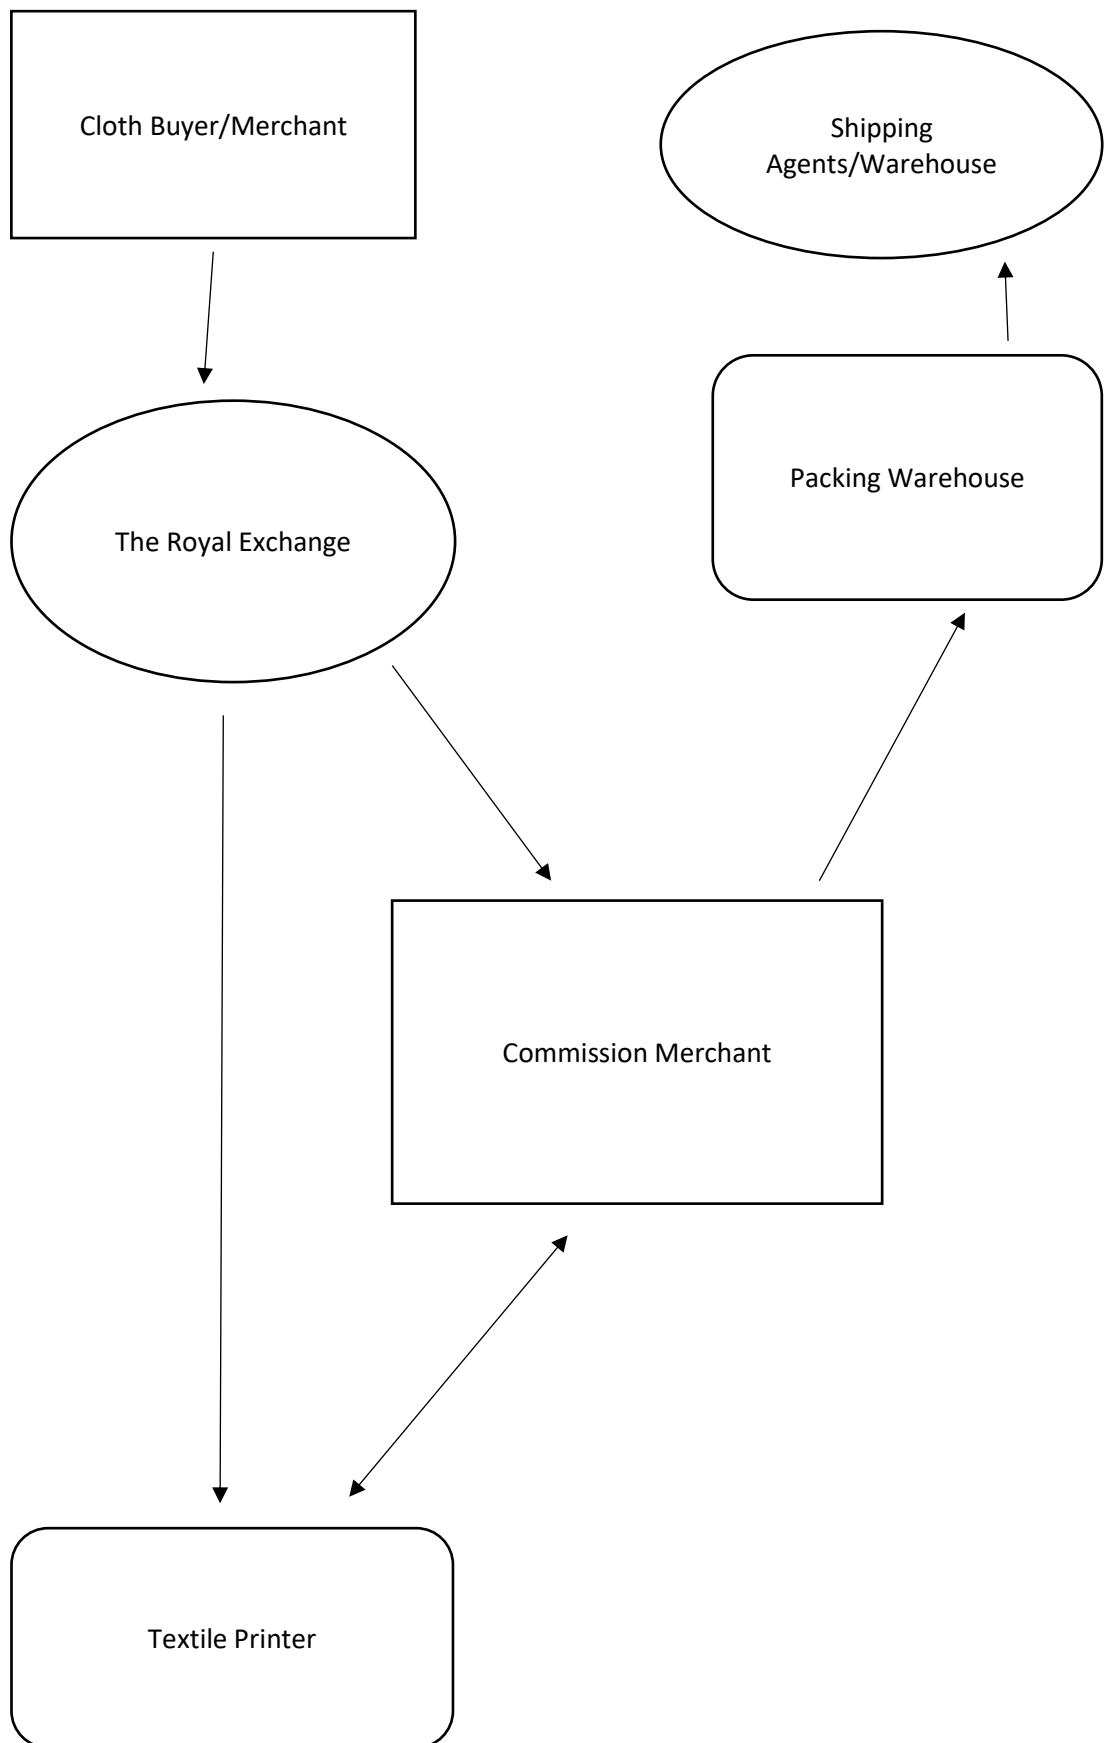 Cloth Buyer/Merchant
Shipping
Agents/Warehouse
Packing Warehouse
The Royal Exchange
Commission Merchant
Textile Printer